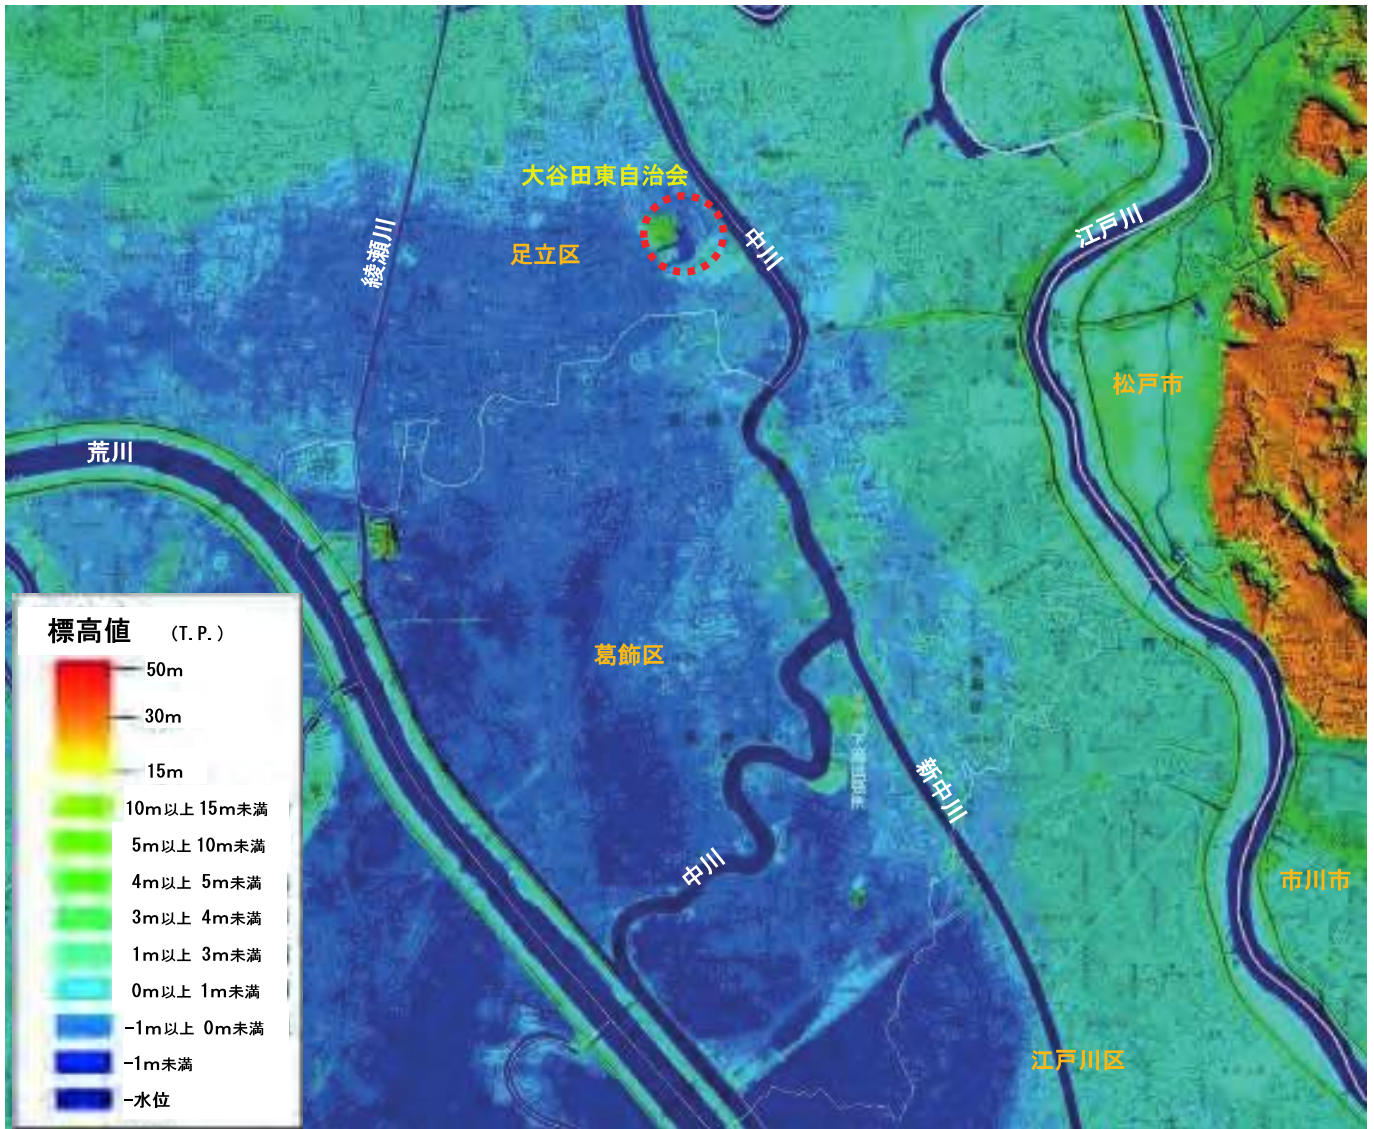 大谷田東自治会
足立区
綾瀬川
中川
江戸川
松戸市
荒川
葛飾区
新中川
中川
市川市
江戸川区
標高値 (T.P.)
50m
30m
15m
10m以上 15m未満
5m以上 10m未満
4m以上 5m未満
3m以上 4m未満
1m以上 3m未満
0m以上 1m未満
-1m以上 0m未満
-1m未満
-水位